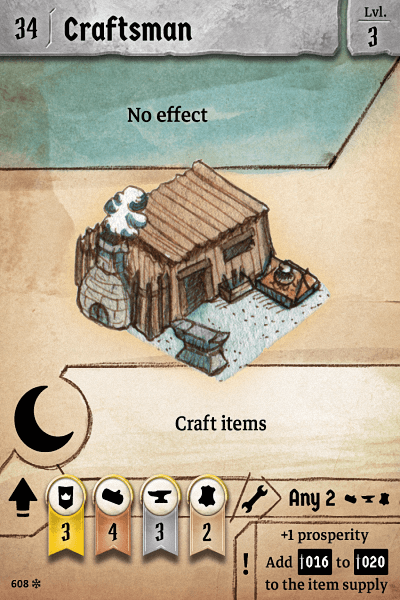 34 Craftsman
Lvl.
3
No effect
Craft items
3 4 3 2
Any 2
+1 prosperity
! Add 016 to 020
to the item supply
608